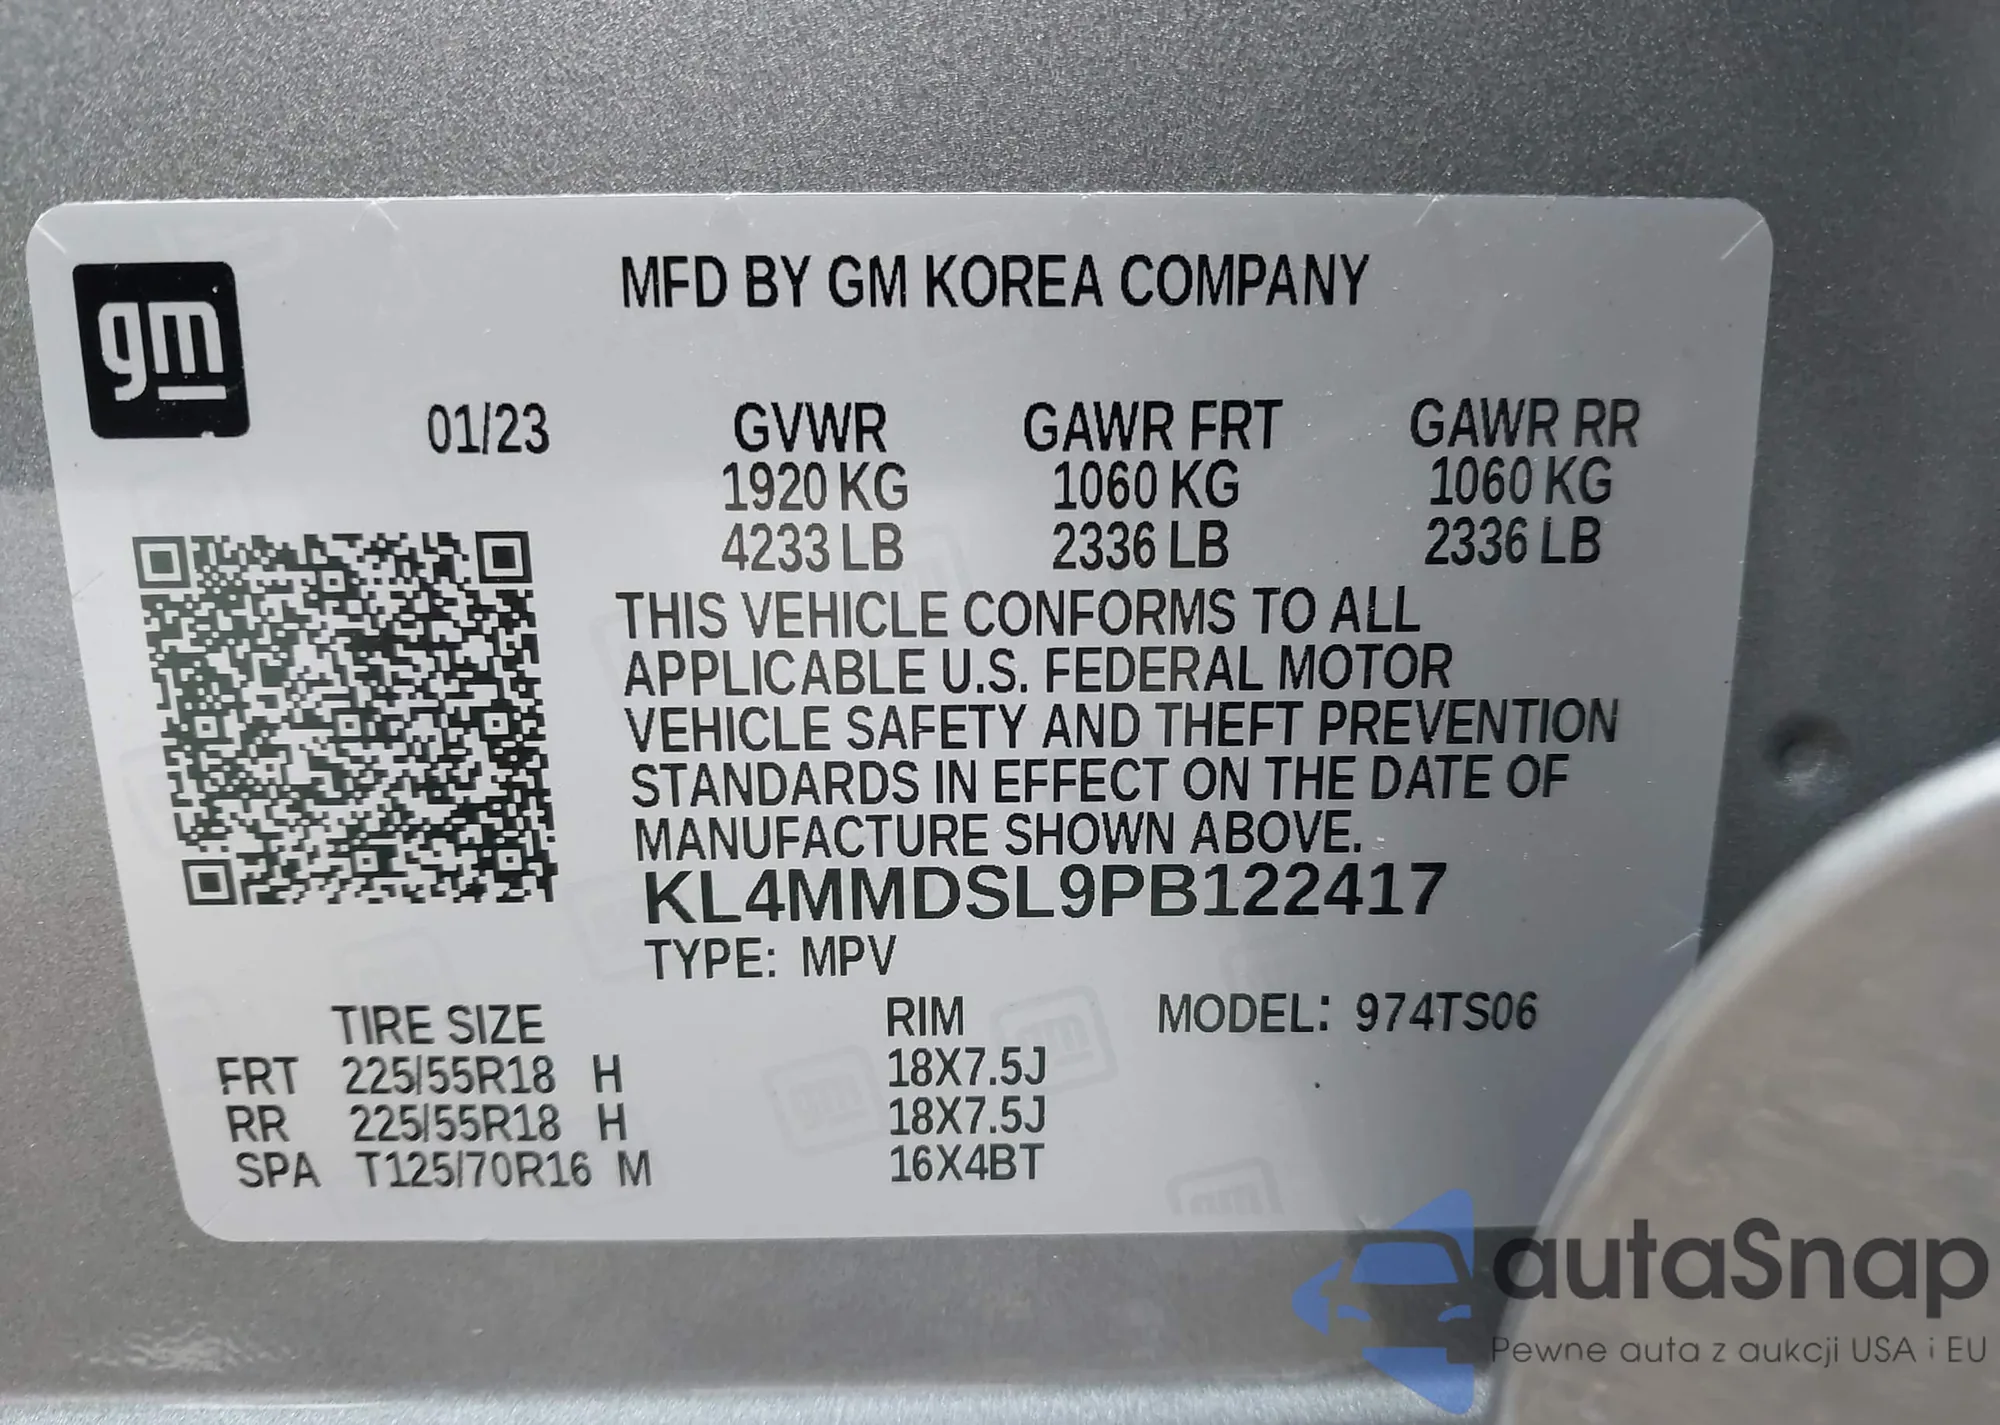 gm
MFD BY GM KOREA COMPANY
01/23 GVWR GAWR FRT GAWR RR
1920 KG 1060 KG 1060 KG
4233 LB 2336 LB 2336 LB
THIS VEHICLE CONFORMS TO ALL
APPLICABLE U.S. FEDERAL MOTOR
VEHICLE SAFETY AND THEFT PREVENTION
STANDARDS IN EFFECT ON THE DATE OF
MANUFACTURE SHOWN ABOVE.
KL4MMDSL9PB122417
TYPE: MPV
TIRE SIZE RIM MODEL: 974TS06
FRT 225/55R18 H 18X7.5J
RR 225/55R18 H 18X7.5J
SPA T125/70R16 M 16X4BT
autaSnap
Pewne auta z aukcji USA i EU